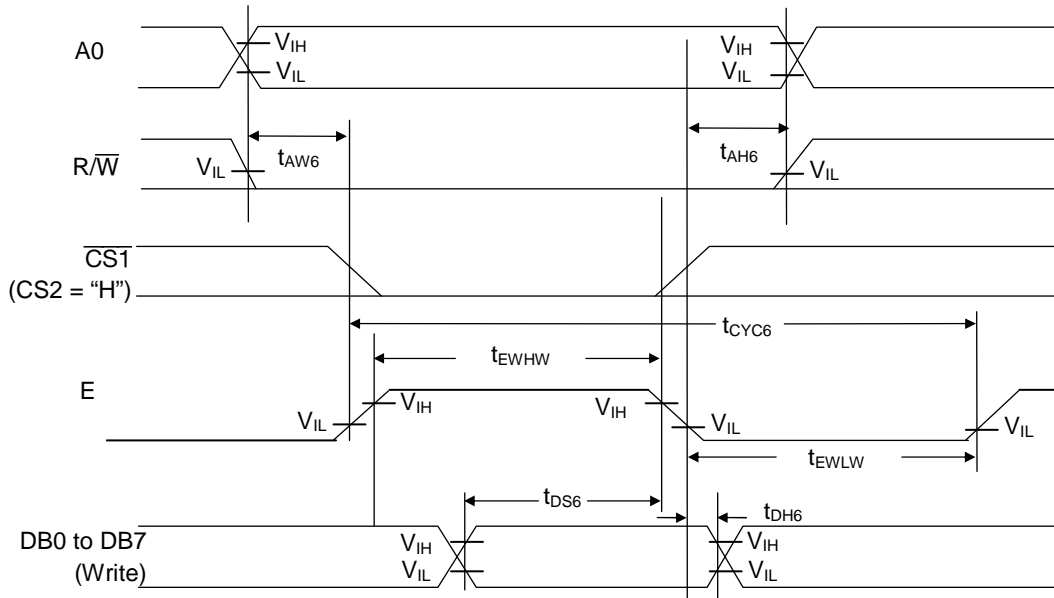 A0
VIH
VIL
VIH
VIL
tAW6
tAH6
R/W̅
VIL
VIL
C̅S̅1̅
(CS2 = “H”)
tCYC6
tEWHW
E
VIL
VIH
VIH
VIL
VIL
tEWLW
tDS6
tDH6
DB0 to DB7
(Write)
VIH
VIL
VIH
VIL